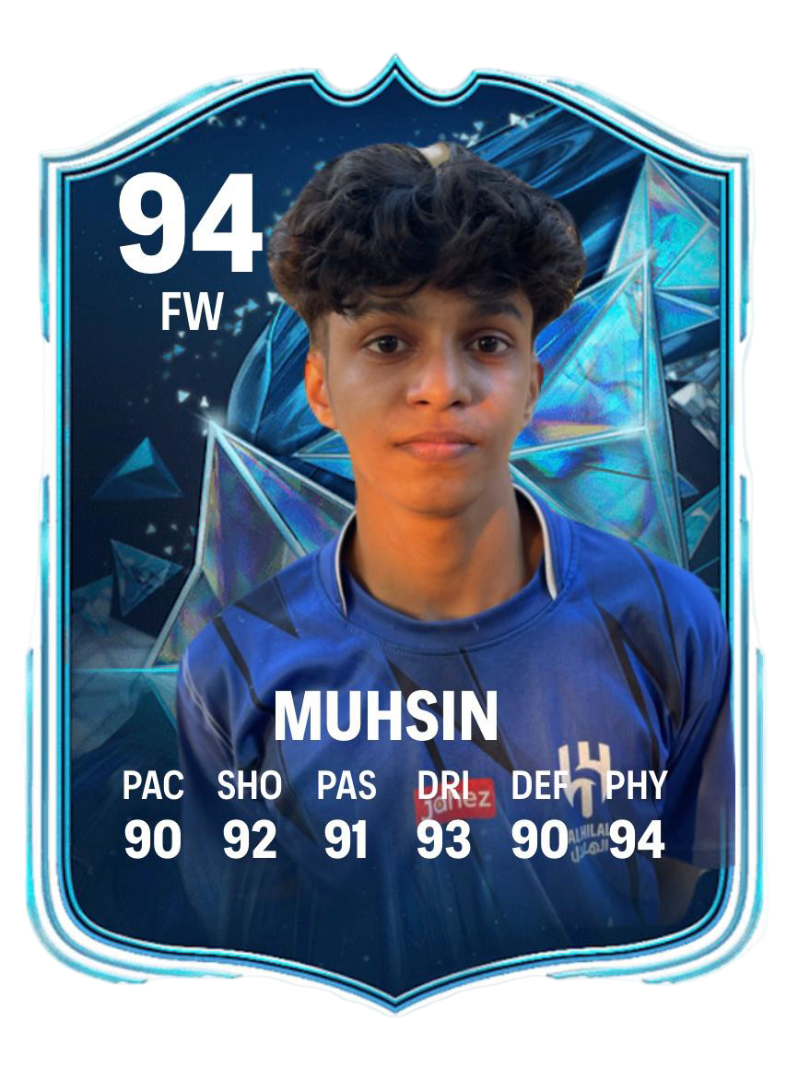 94
FW
MUHSIN
PAC SHO PAS DRI DEF PHY
90 92 91 93 90 94
Jahez
ALHILAL
الهلال